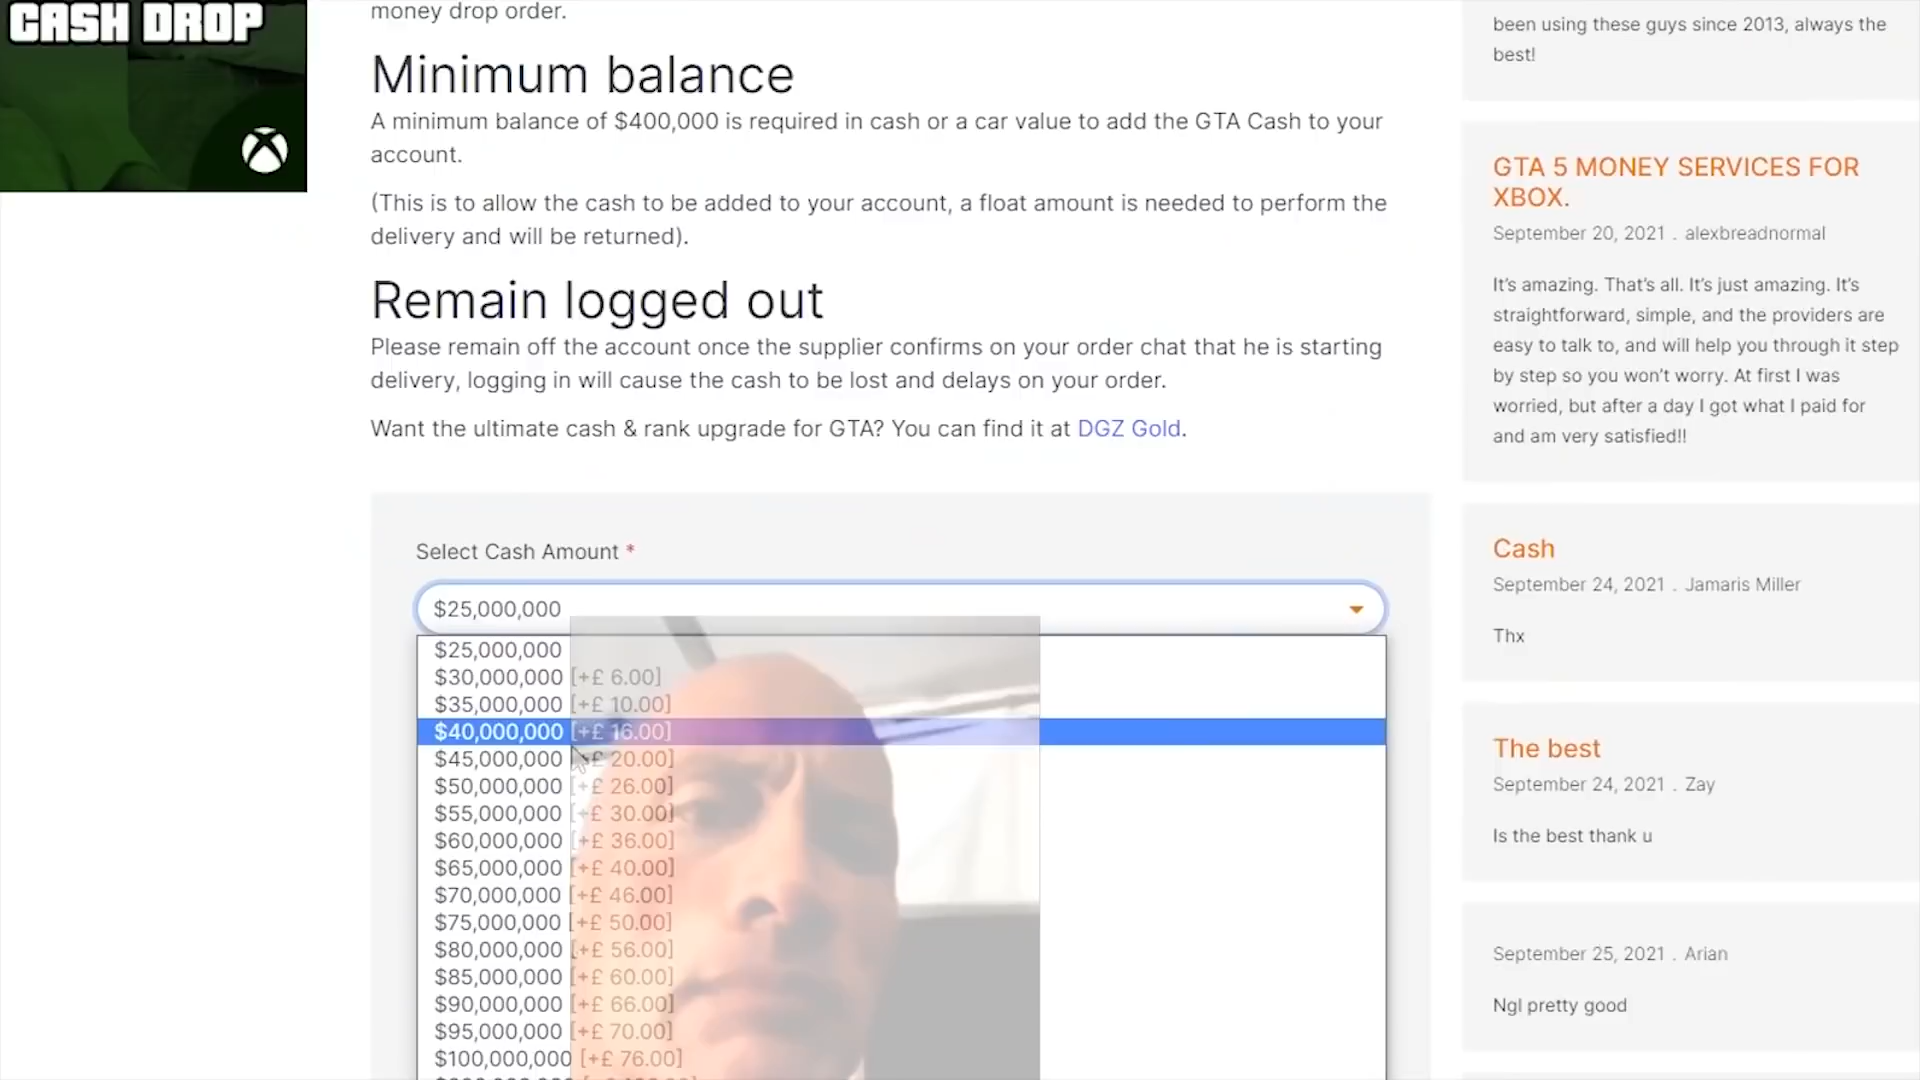 CASH DROP
money drop order.
Minimum balance
A minimum balance of $400,000 is required in cash or a car value to add the GTA Cash to your
account.
(This is to allow the cash to be added to your account, a float amount is needed to perform the
delivery and will be returned).
Remain logged out
Please remain off the account once the supplier confirms on your order chat that he is starting
delivery, logging in will cause the cash to be lost and delays on your order.
Want the ultimate cash & rank upgrade for GTA? You can find it at DGZ Gold.
Select Cash Amount *
$25,000,000
$25,000,000
$30,000,000 [+£ 6.00]
$35,000,000 [+£ 10.00]
$40,000,000 [+£ 16.00]
$45,000,000 [+£ 20.00]
$50,000,000 [+£ 26.00]
$55,000,000 [+£ 30.00]
$60,000,000 [+£ 36.00]
$65,000,000 [+£ 40.00]
$70,000,000 [+£ 46.00]
$75,000,000 [+£ 50.00]
$80,000,000 [+£ 56.00]
$85,000,000 [+£ 60.00]
$90,000,000 [+£ 66.00]
$95,000,000 [+£ 70.00]
$100,000,000 [+£ 76.00]
been using these guys since 2013, always the
best!
GTA 5 MONEY SERVICES FOR
XBOX.
September 20, 2021 . alexbreadnormal
It's amazing. That's all. It's just amazing. It's
straightforward, simple, and the providers are
easy to talk to, and will help you through it step
by step so you won't worry. At first I was
worried, but after a day I got what I paid for
and am very satisfied!!
Cash
September 24, 2021 . Jamaris Miller
Thx
The best
September 24, 2021 . Zay
Is the best thank u
September 25, 2021 . Arian
Ngl pretty good